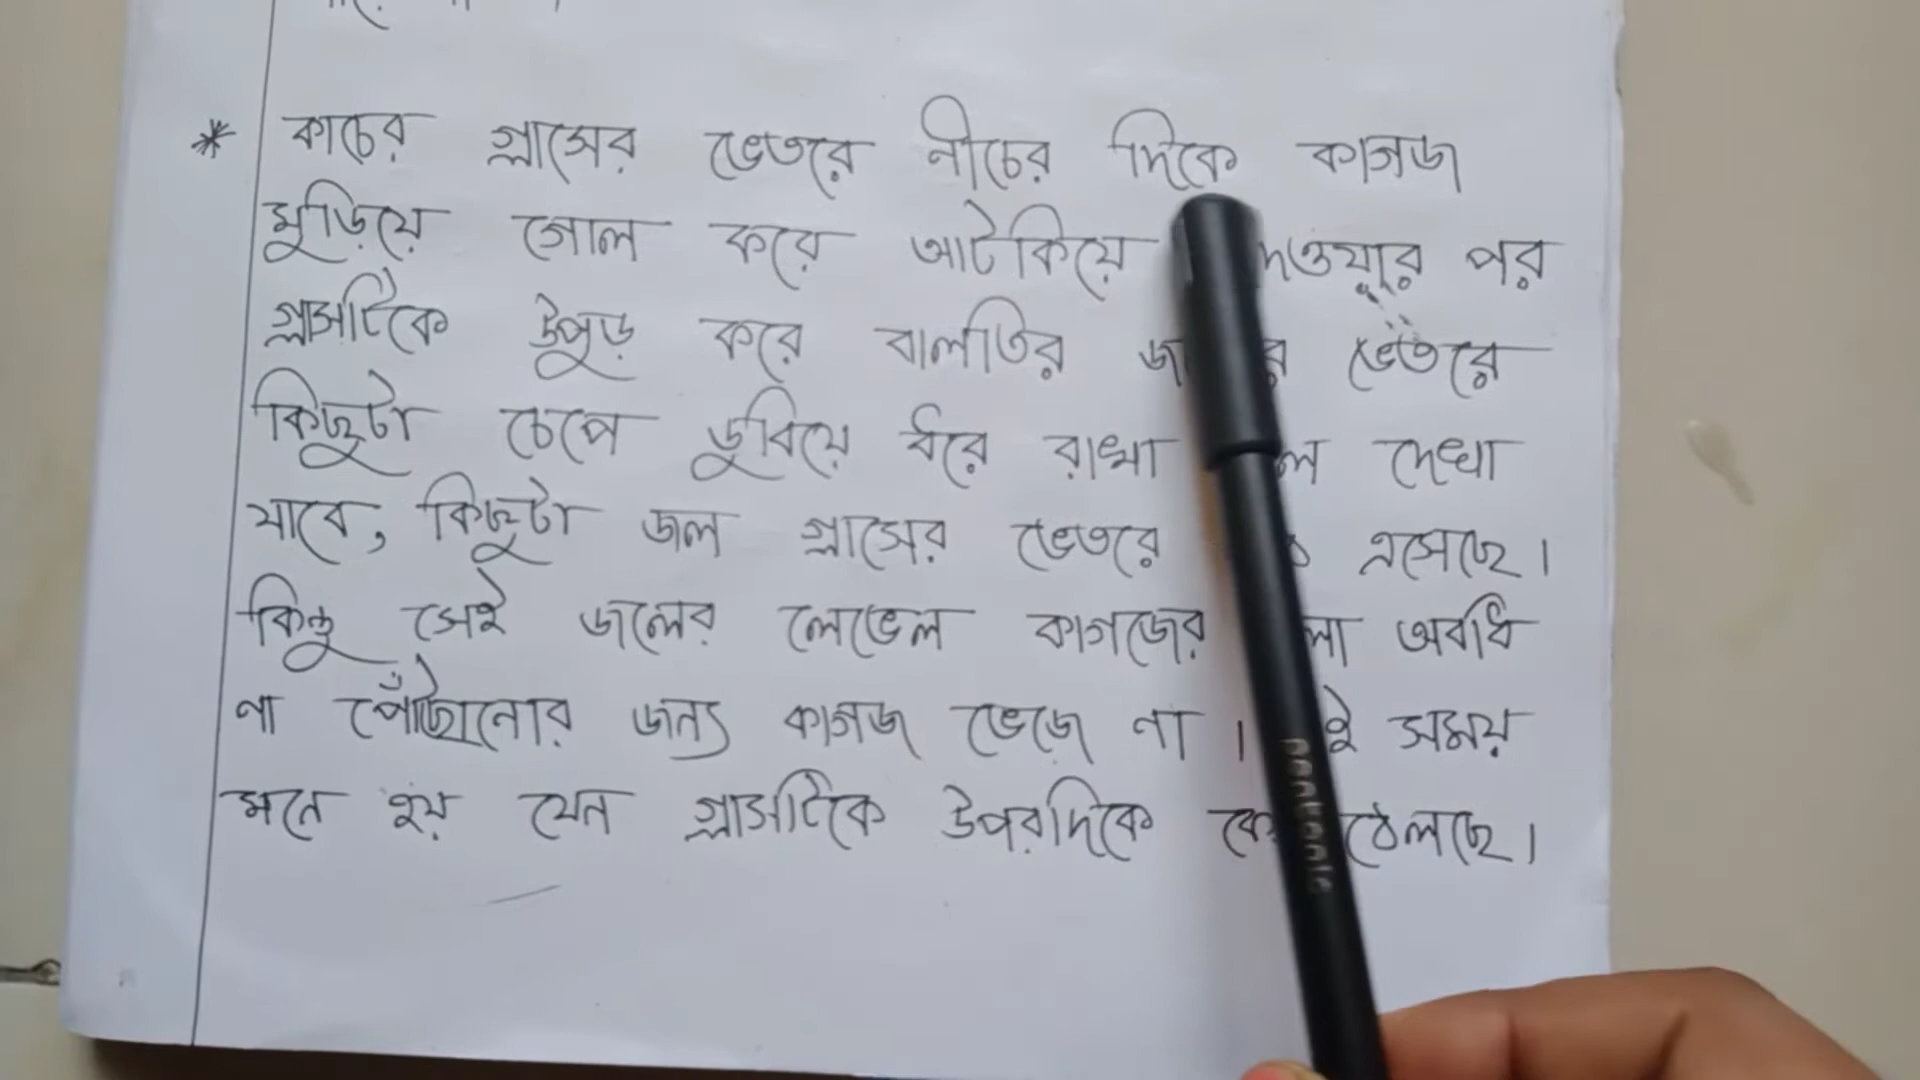 * কাচের গ্লাসের ভেতরে নীচের দিকে কাগজ
মুড়িয়ে গোল করে আটকিয়ে দেওয়ার পর
গ্লাসটিকে উপুড় করে বালতির ভেতরে
কিছুটা চেপে ডুবিয়ে ধরে রাখা দেখা
যাবে, কিছুটা জল গ্লাসের ভেতরে এসেছে।
কিন্তু সেই জলের লেভেল কাগজের অবধি
না পৌঁছানোর জন্য কাগজ ভেজে না। সময়
মনে হয় যেন গ্লাসটিকে উপরদিকে ঠেলছে।
pentonic